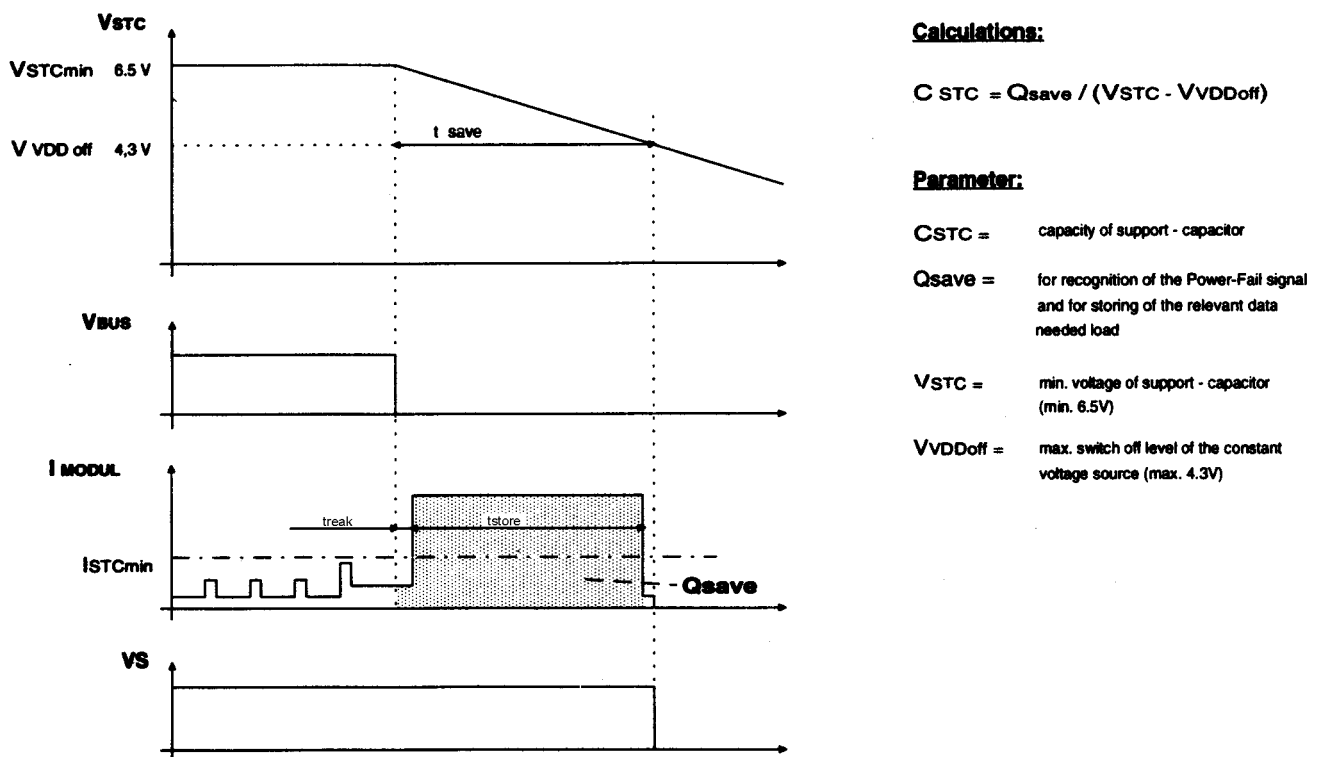 VSTC
VSTCmin 6.5 V
t save
V VDD off 4,3 V
VBUS
I MODUL
treak
tstore
ISTCmin
Qsave
VS
Calculations:
C STC = Qsave / (VSTC - VVDDoff)
Parameter:
CSTC = capacity of support - capacitor
Qsave = for recognition of the Power-Fail signal
and for storing of the relevant data
needed load
VSTC = min. voltage of support - capacitor
(min. 6.5V)
VVDDoff = max. switch off level of the constant
voltage source (max. 4.3V)